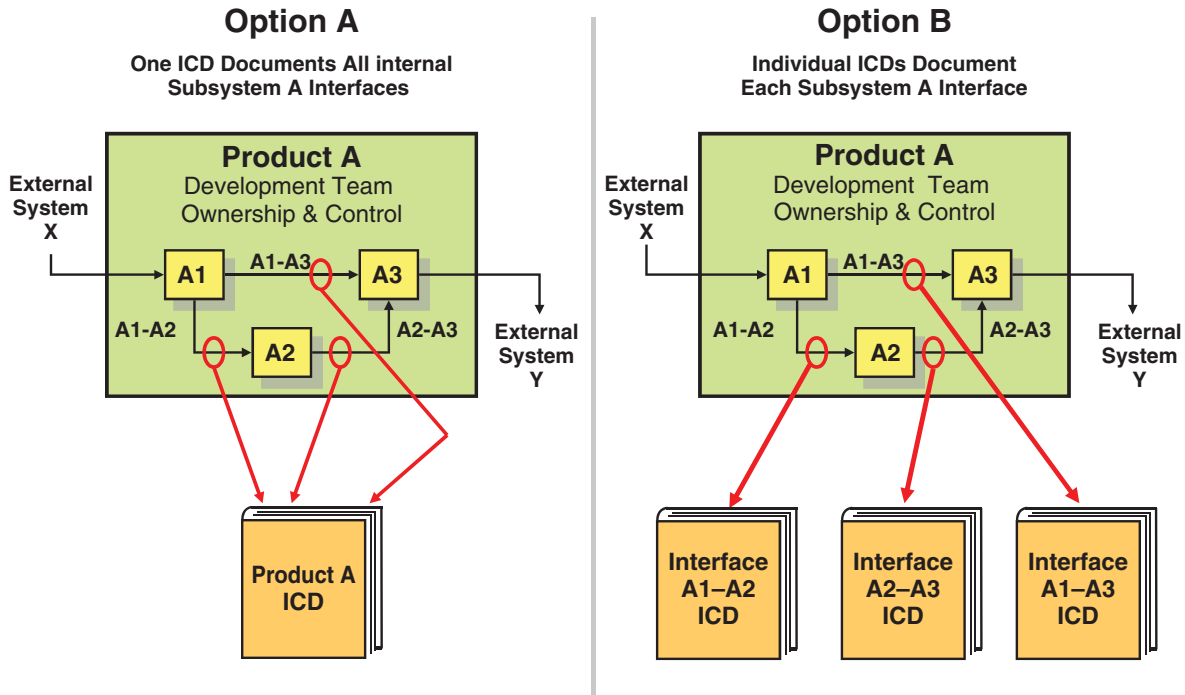 Option A
One ICD Documents All internal
Subsystem A Interfaces
Product A
Development Team
Ownership & Control
External
System
X
A1
A1-A3
A3
A1-A2
A2
A2-A3
External
System
Y
Product A
ICD
Option B
Individual ICDs Document
Each Subsystem A Interface
Product A
Development Team
Ownership & Control
External
System
X
A1
A1-A3
A3
A1-A2
A2
A2-A3
External
System
Y
Interface
A1–A2
ICD
Interface
A2–A3
ICD
Interface
A1–A3
ICD